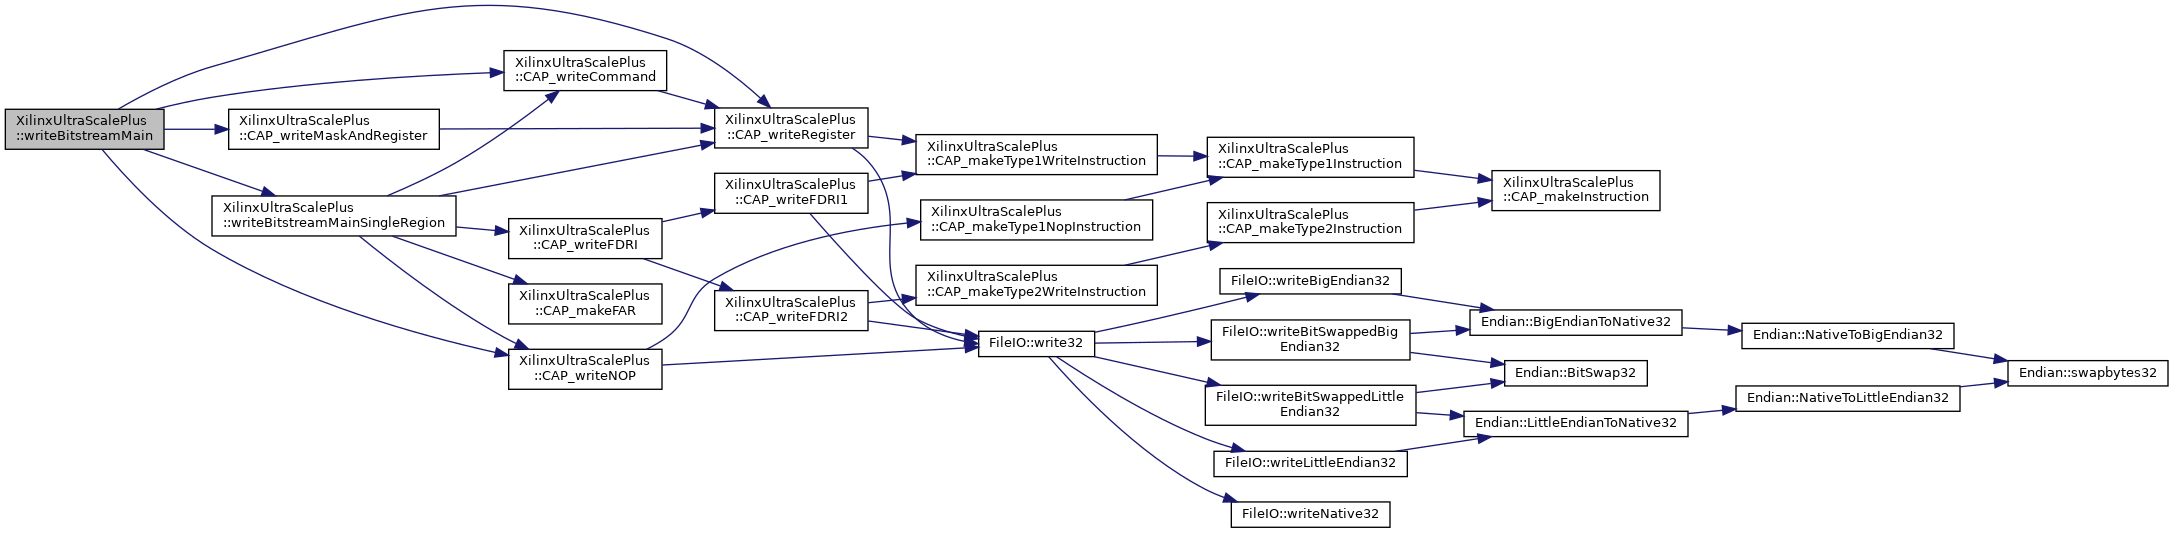 XilinxUltraScalePlus
::writeBitstreamMain
XilinxUltraScalePlus
::CAP_writeCommand
XilinxUltraScalePlus
::CAP_writeMaskAndRegister
XilinxUltraScalePlus
::writeBitstreamMainSingleRegion
XilinxUltraScalePlus
::CAP_writeFDRI
XilinxUltraScalePlus
::CAP_makeFAR
XilinxUltraScalePlus
::CAP_writeNOP
XilinxUltraScalePlus
::CAP_writeRegister
XilinxUltraScalePlus
::CAP_writeFDRI1
XilinxUltraScalePlus
::CAP_writeFDRI2
XilinxUltraScalePlus
::CAP_makeType1WriteInstruction
XilinxUltraScalePlus
::CAP_makeType1NopInstruction
XilinxUltraScalePlus
::CAP_makeType2WriteInstruction
FileIO::write32
XilinxUltraScalePlus
::CAP_makeType1Instruction
XilinxUltraScalePlus
::CAP_makeType2Instruction
FileIO::writeBigEndian32
FileIO::writeBitSwappedBig
Endian32
FileIO::writeBitSwappedLittle
Endian32
FileIO::writeLittleEndian32
FileIO::writeNative32
XilinxUltraScalePlus
::CAP_makeInstruction
Endian::BigEndianToNative32
Endian::BitSwap32
Endian::LittleEndianToNative32
Endian::NativeToBigEndian32
Endian::NativeToLittleEndian32
Endian::swapbytes32